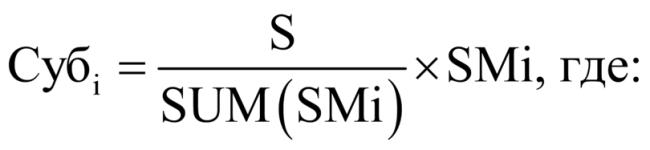 Суб_i = S / SUM(SMi) × SMi, где: